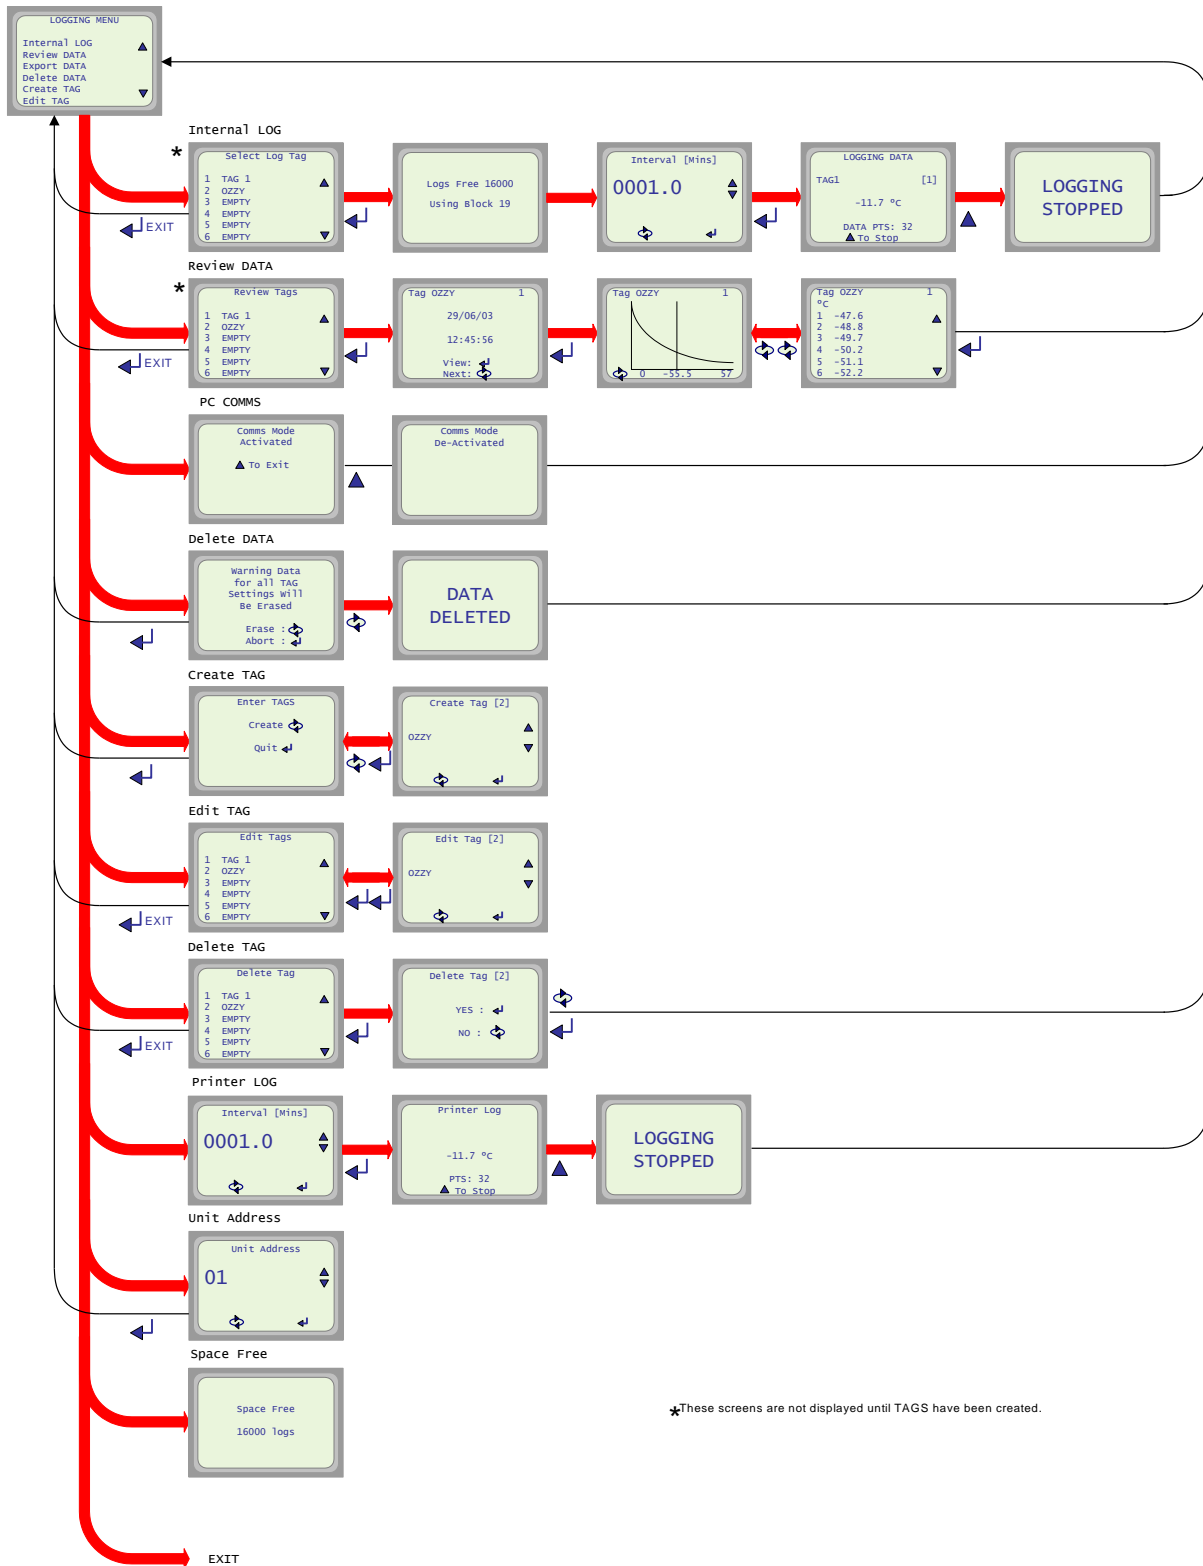 LOGGING MENU
Internal LOG
Review DATA
Export DATA
Delete DATA
Create TAG
Edit TAG
Internal LOG
*
Select Log Tag
1 TAG 1
2 OZZY
3 EMPTY
4 EMPTY
5 EMPTY
6 EMPTY
EXIT
Logs Free 16000
Using Block 19
Interval [Mins]
0001.0
LOGGING DATA
TAG1 [1]
-11.7 ºC
DATA PTS: 32
To Stop
LOGGING
STOPPED
Review DATA
*
Review Tags
1 TAG 1
2 OZZY
3 EMPTY
4 EMPTY
5 EMPTY
6 EMPTY
EXIT
Tag OZZY 1
29/06/03
12:45:56
View:
Next:
Tag OZZY 1
0 -55.5 57
Tag OZZY 1
ºC
1 -47.6
2 -48.8
3 -49.7
4 -50.2
5 -51.1
6 -52.2
PC COMMS
Comms Mode
Activated
To Exit
Comms Mode
De-Activated
Delete DATA
Warning Data
for all TAG
Settings Will
Be Erased
Erase :
Abort :
DATA
DELETED
Create TAG
Enter TAGS
Create
Quit
Create Tag [2]
OZZY
Edit TAG
Edit Tags
1 TAG 1
2 OZZY
3 EMPTY
4 EMPTY
5 EMPTY
6 EMPTY
EXIT
Edit Tag [2]
OZZY
Delete TAG
Delete Tag
1 TAG 1
2 OZZY
3 EMPTY
4 EMPTY
5 EMPTY
6 EMPTY
EXIT
Delete Tag [2]
YES :
NO :
Printer LOG
Interval [Mins]
0001.0
Printer Log
-11.7 ºC
PTS: 32
To Stop
LOGGING
STOPPED
Unit Address
Unit Address
01
Space Free
Space Free
16000 logs
*These screens are not displayed until TAGS have been created.
EXIT